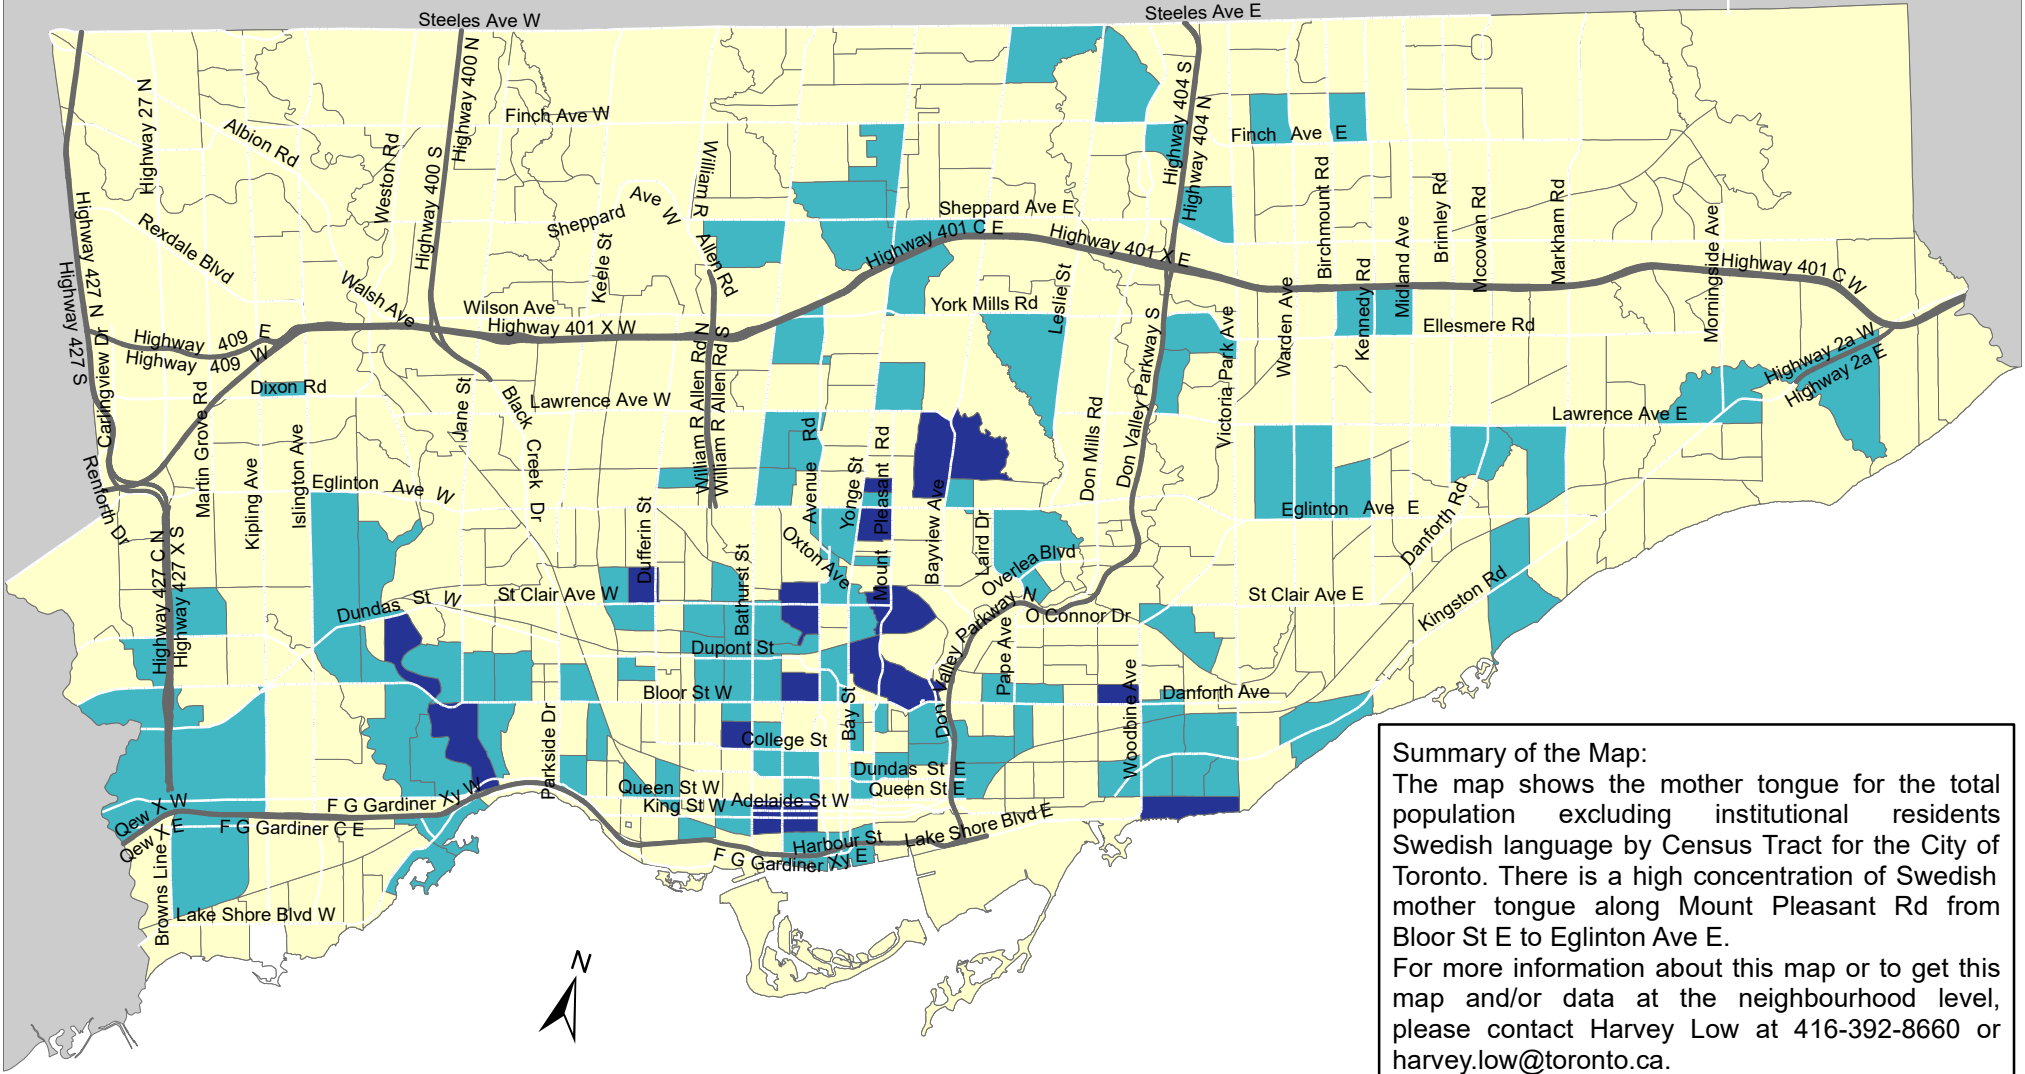 Steeles Ave W
Steeles Ave E
Highway 27 N
Albion Rd
Weston Rd
Highway 400 N
Highway 400 S
Finch Ave W
William R
Allen Rd
Highway 404 S
Highway 404 N
Finch Ave E
Highway 427 N
Highway 427 S
Rexdale Blvd
Walsh Ave
Sheppard Ave W
Keele St
Sheppard Ave E
Highway 401 C E
Highway 401 X E
Birchmount Rd
Midland Ave
Brimley Rd
Mccowan Rd
Markham Rd
Morningside Ave
Highway 401 C W
Wilson Ave
Highway 401 X W
York Mills Rd
Leslie St
Warden Ave
Kennedy Rd
Ellesmere Rd
Highway 409 E
Highway 409 W
Carlingview Dr
Dixon Rd
Martin Grove Rd
Jane St
Black Creek Dr
Lawrence Ave W
William R Allen Rd N
William R Allen Rd S
Don Valley Parkway S
Victoria Park Ave
Highway 2a W
Highway 2a E
Lawrence Ave E
Renforth Dr
Kipling Ave
Islington Ave
Eglinton Ave W
Dufferin St
Avenue Rd
Yonge St
Mount Pleasant Rd
Bayview Ave
Laird Dr
Don Mills Rd
Eglinton Ave E
Danforth Rd
Highway 427 C N
Highway 427 X S
Oxton Ave
Overlea Blvd
Dundas St W
St Clair Ave W
Bathurst St
Don Valley Parkway N
O Connor Dr
St Clair Ave E
Kingston Rd
Dupont St
Pape Ave
Bloor St W
Bay St
Woodbine Ave
Danforth Ave
Parkside Dr
College St
Dundas St E
Queen St W
Queen St E
King St W
Adelaide St W
Qew X W
Qew X E
F G Gardiner Xy W
F G Gardiner C E
Harbour St
Lake Shore Blvd E
F G Gardiner Xy E
Browns Line
Lake Shore Blvd W
N
Summary of the Map:
The map shows the mother tongue for the total
population excluding institutional residents
Swedish language by Census Tract for the City of
Toronto. There is a high concentration of Swedish
mother tongue along Mount Pleasant Rd from
Bloor St E to Eglinton Ave E.
For more information about this map or to get this
map and/or data at the neighbourhood level,
please contact Harvey Low at 416-392-8660 or
harvey.low@toronto.ca.